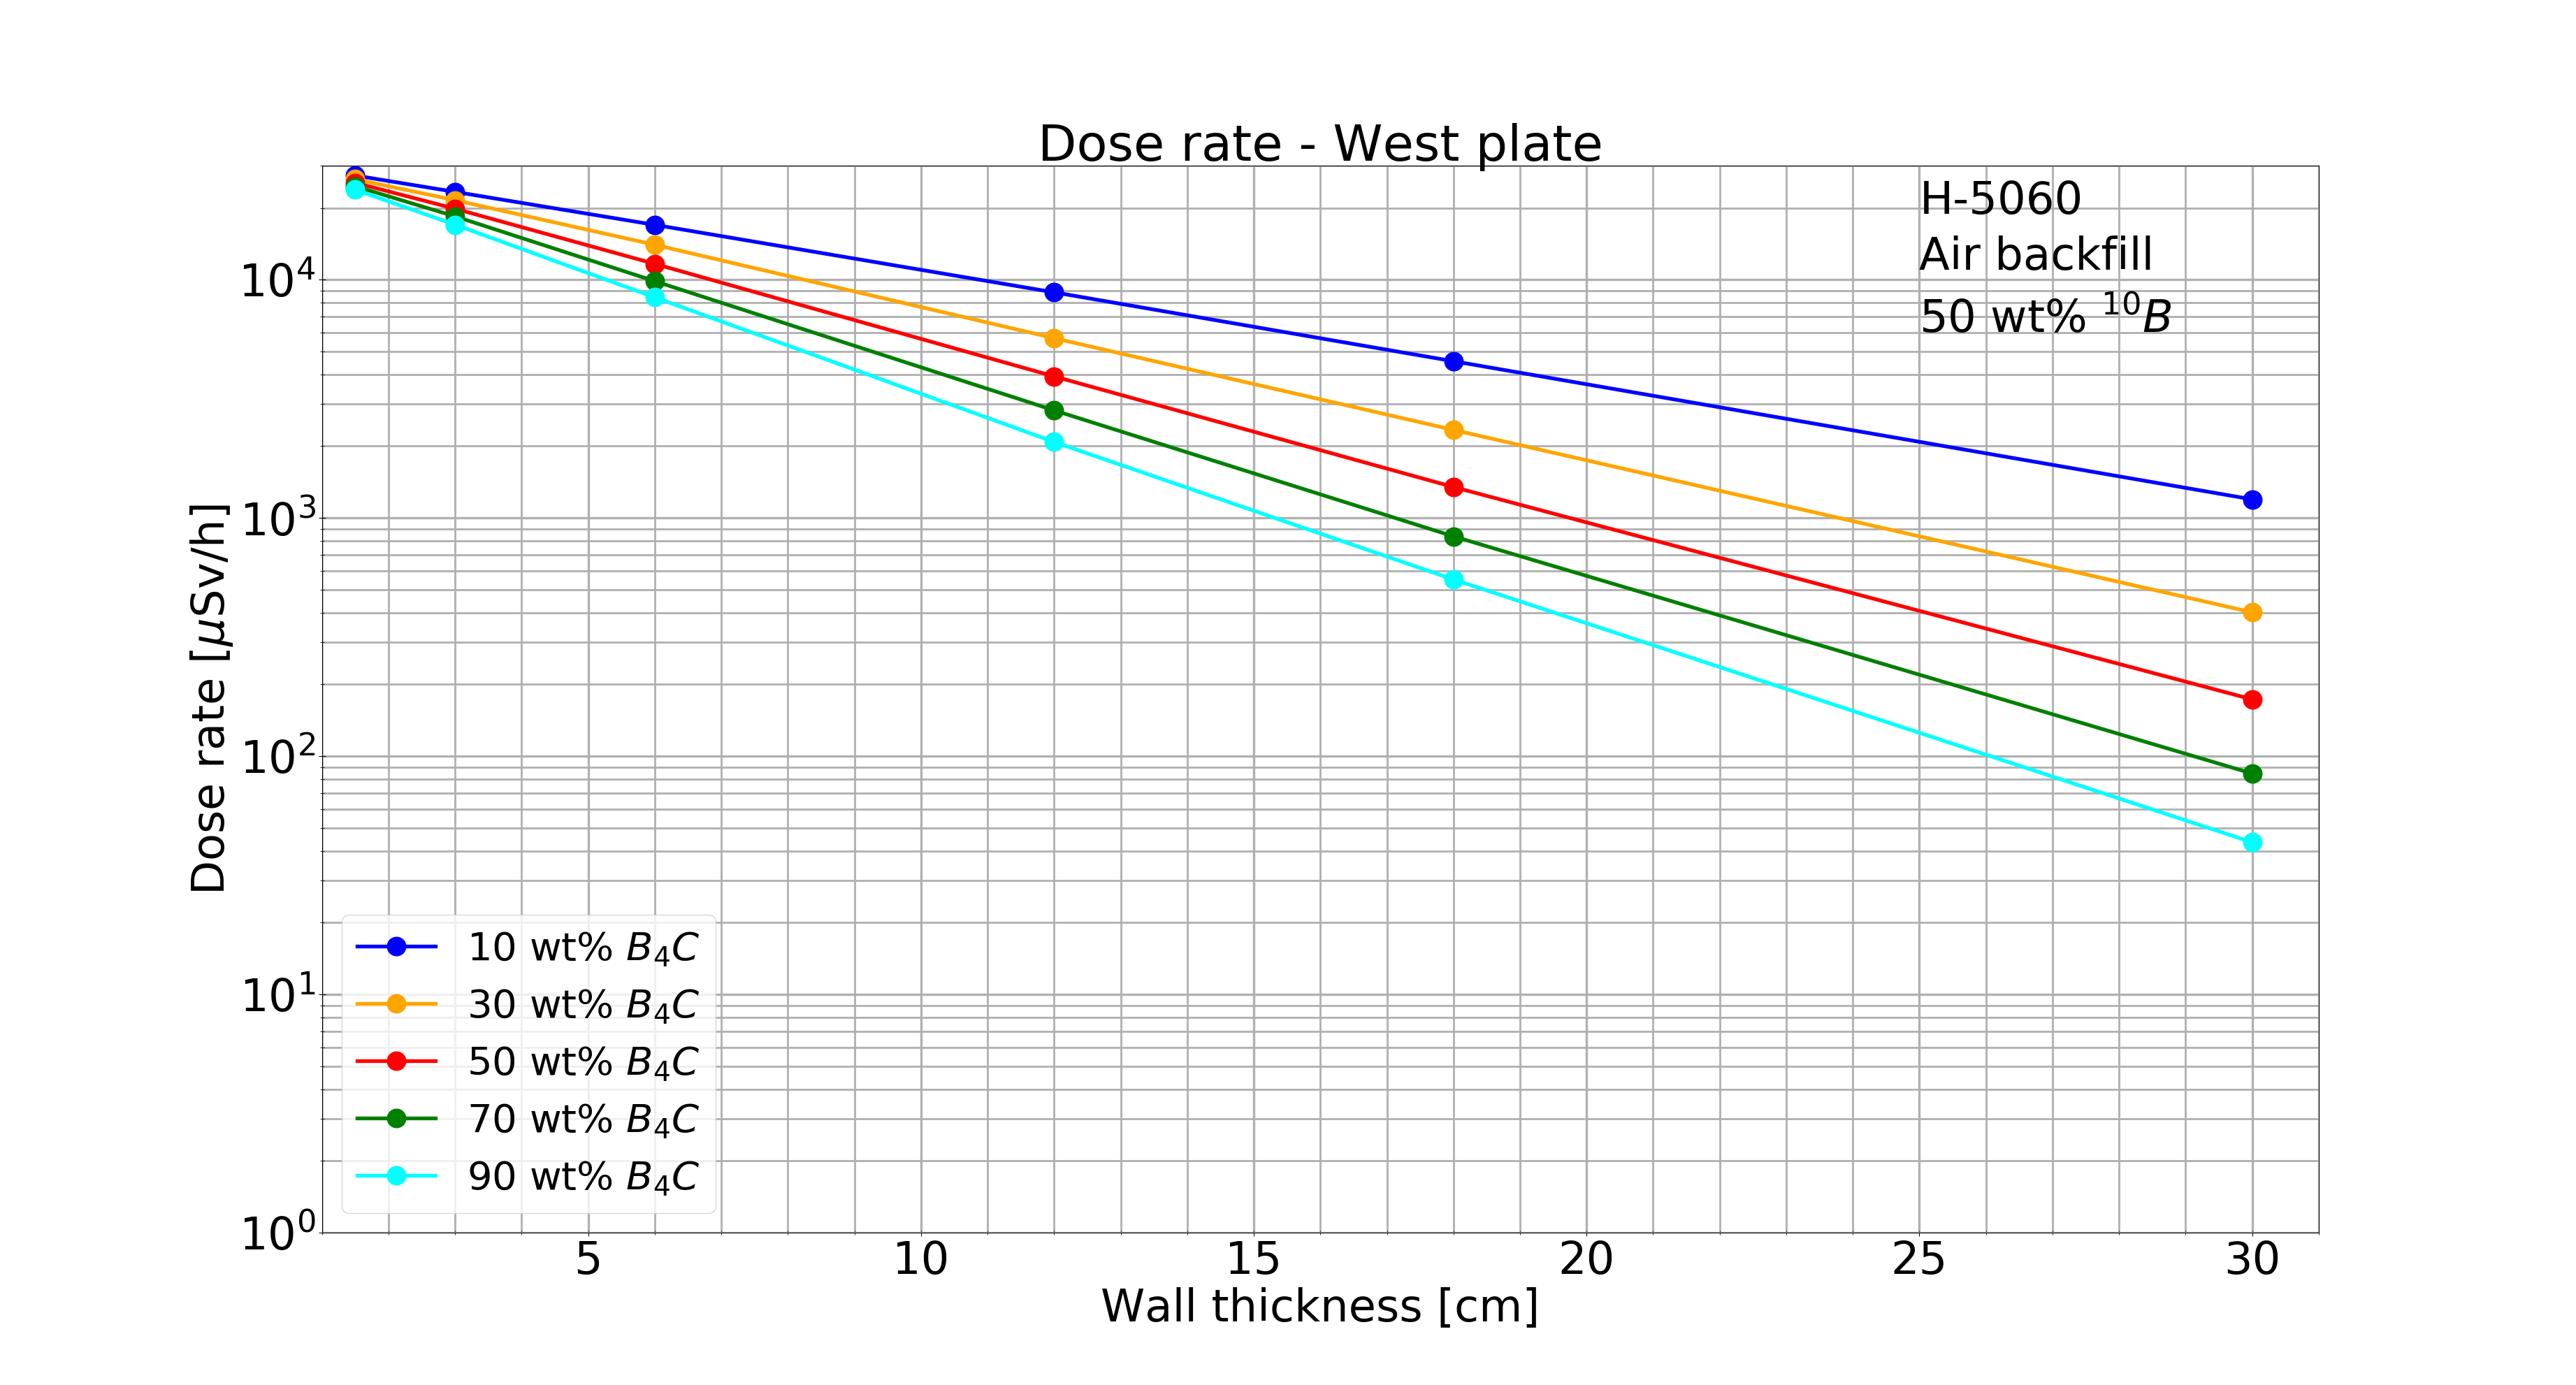 Dose rate - West plate
H-5060
Air backfill
50 wt% ¹⁰B
Dose rate [μSv/h]
10⁴
10³
10²
10¹
10⁰
10 wt% B₄C
30 wt% B₄C
50 wt% B₄C
70 wt% B₄C
90 wt% B₄C
5 10 15 20 25 30
Wall thickness [cm]